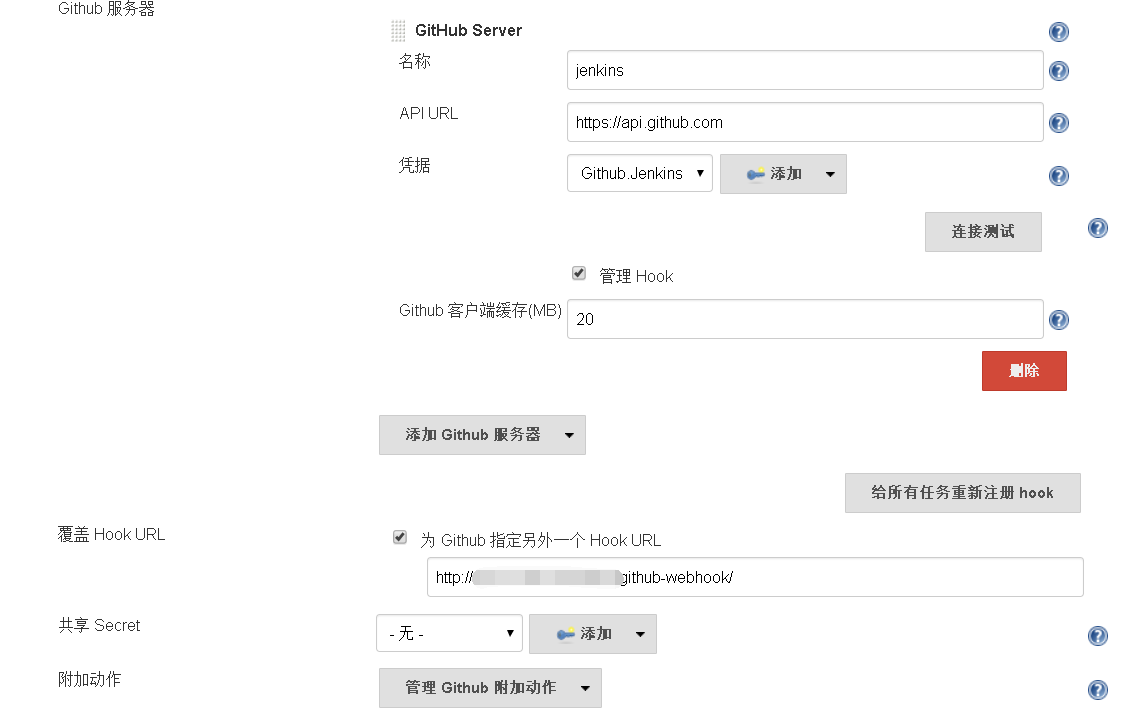 Github 服务器
GitHub Server
名称
jenkins
API URL
https://api.github.com
凭据
Github.Jenkins
添加
连接测试
管理 Hook
Github 客户端缓存(MB)
20
删除
添加 Github 服务器
给所有任务重新注册 hook
覆盖 Hook URL
为 Github 指定另外一个 Hook URL
http:// github-webhook/
共享 Secret
- 无 -
添加
附加动作
管理 Github 附加动作